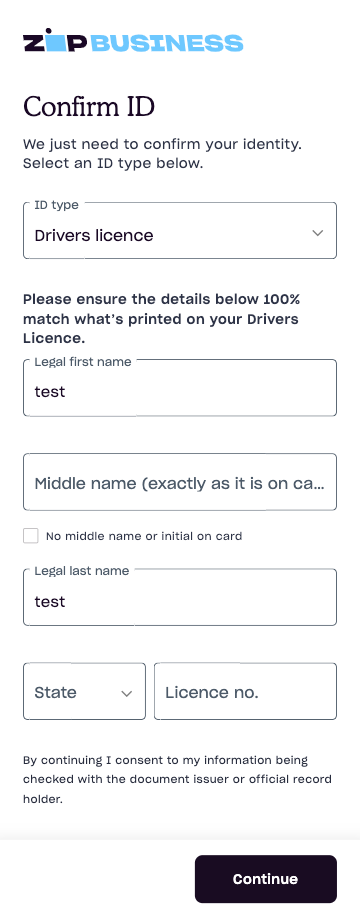 ZIP BUSINESS
Confirm ID
We just need to confirm your identity.
Select an ID type below.
ID type
Drivers licence
Please ensure the details below 100%
match what's printed on your Drivers
Licence.
Legal first name
test
Middle name (exactly as it is on ca...
No middle name or initial on card
Legal last name
test
State
Licence no.
By continuing I consent to my information being
checked with the document issuer or official record
holder.
Continue